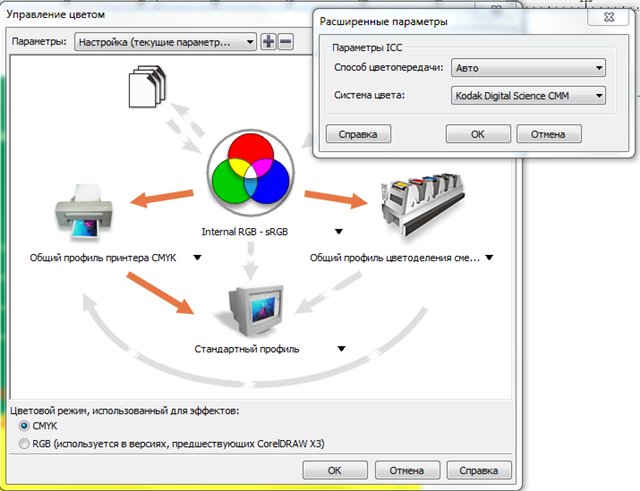 Управление цветом
Параметры: Настройка (текущие параметр...
Internal RGB - sRGB
Общий профиль принтера CMYK
Общий профиль цветоделения сме...
Стандартный профиль
Цветовой режим, использованный для эффектов:
CMYK
RGB (используется в версиях, предшествующих CorelDRAW X3)
OK
Отмена
Справка
Расширенные параметры
Параметры ICC
Способ цветопередачи: Авто
Система цвета: Kodak Digital Science CMM
Справка
OK
Отмена